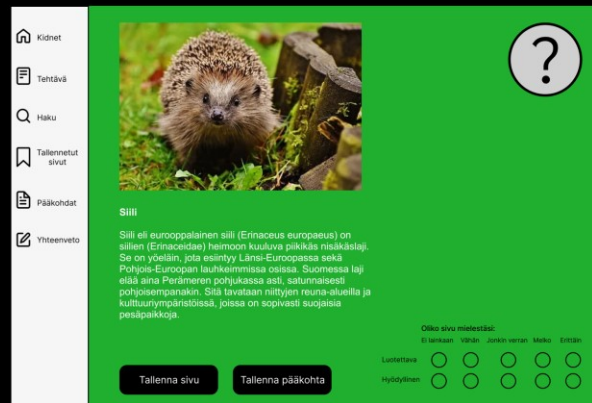 Kidnet
Tehtävä
Haku
Tallennetut
sivut
Pääkohdat
Yhteenveto
?
Siili
Siili eli eurooppalainen siili (Erinaceus europaeus) on
siilien (Erinaceidae) heimoon kuuluva piikikäs nisäkäslaji.
Se on yöeläin, jota esiintyy Länsi-Euroopassa sekä
Pohjois-Euroopan lauhkeimmissa osissa. Suomessa laji
elää aina Perämeren pohjukassa asti, satunnaisesti
pohjoisempanakin. Sitä tavataan niittyjen reuna-alueilla ja
kulttuuriympäristöissä, joissa on sopivasti suojaisia
pesäpaikkoja.
Tallenna sivu
Tallenna pääkohta
Oliko sivu mielestäsi:
Ei lainkaan Vähän Jonkin verran Melko Erittäin
Luotettava
Hyödyllinen